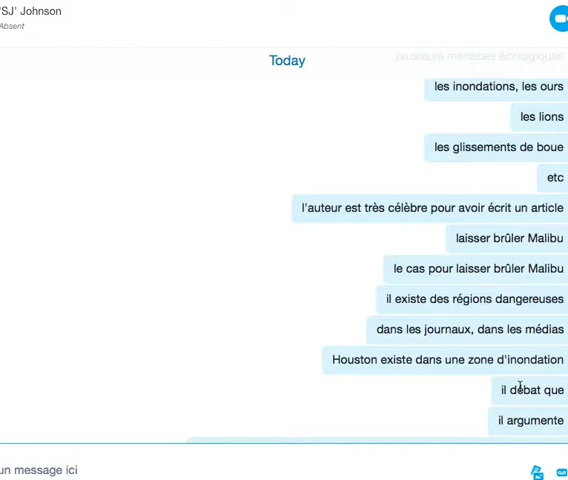 'SJ' Johnson
Absent
Today
plusieurs menaces écologiques
les inondations, les ours
les lions
les glissements de boue
etc
l'auteur est très célèbre pour avoir écrit un article
laisser brûler Malibu
le cas pour laisser brûler Malibu
il existe des régions dangereuses
dans les journaux, dans les médias
Houston existe dans une zone d'inondation
il débat que
il argumente
un message ici